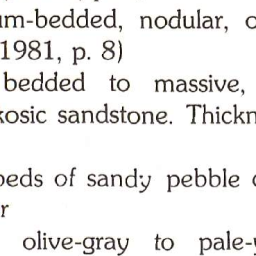 um-bedded, nodular, o
1981, p. 8)
bedded to massive,
kosic sandstone. Thickn
beds of sandy pebble c
r
olive-gray to pale-y